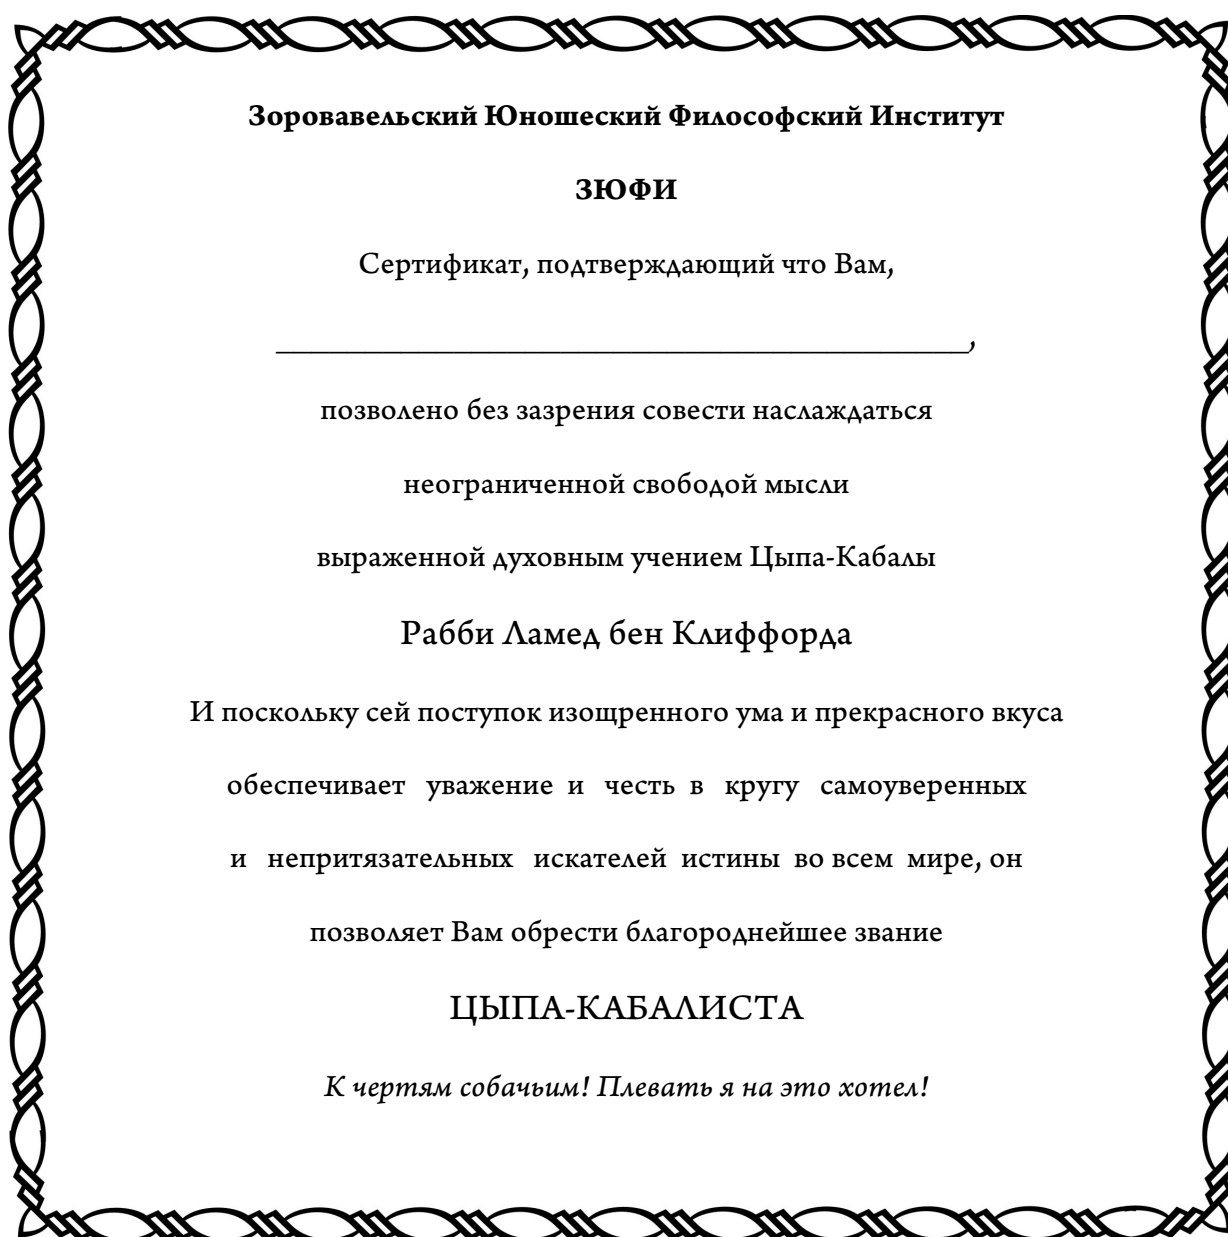 Зоровавельский Юношеский Философский Институт
ЗЮФИ
Сертификат, подтверждающий что Вам,
_______________________________________________,
позволено без зазрения совести наслаждаться
неограниченной свободой мысли
выраженной духовным учением Цыпа-Кабалы
Рабби Ламед бен Клиффорда
И поскольку сей поступок изощренного ума и прекрасного вкуса
обеспечивает уважение и честь в кругу самоуверенных
и непритязательных искателей истины во всем мире, он
позволяет Вам обрести благороднейшее звание
ЦЫПА-КАБАЛИСТА
К чертям собачьим! Плевать я на это хотел!